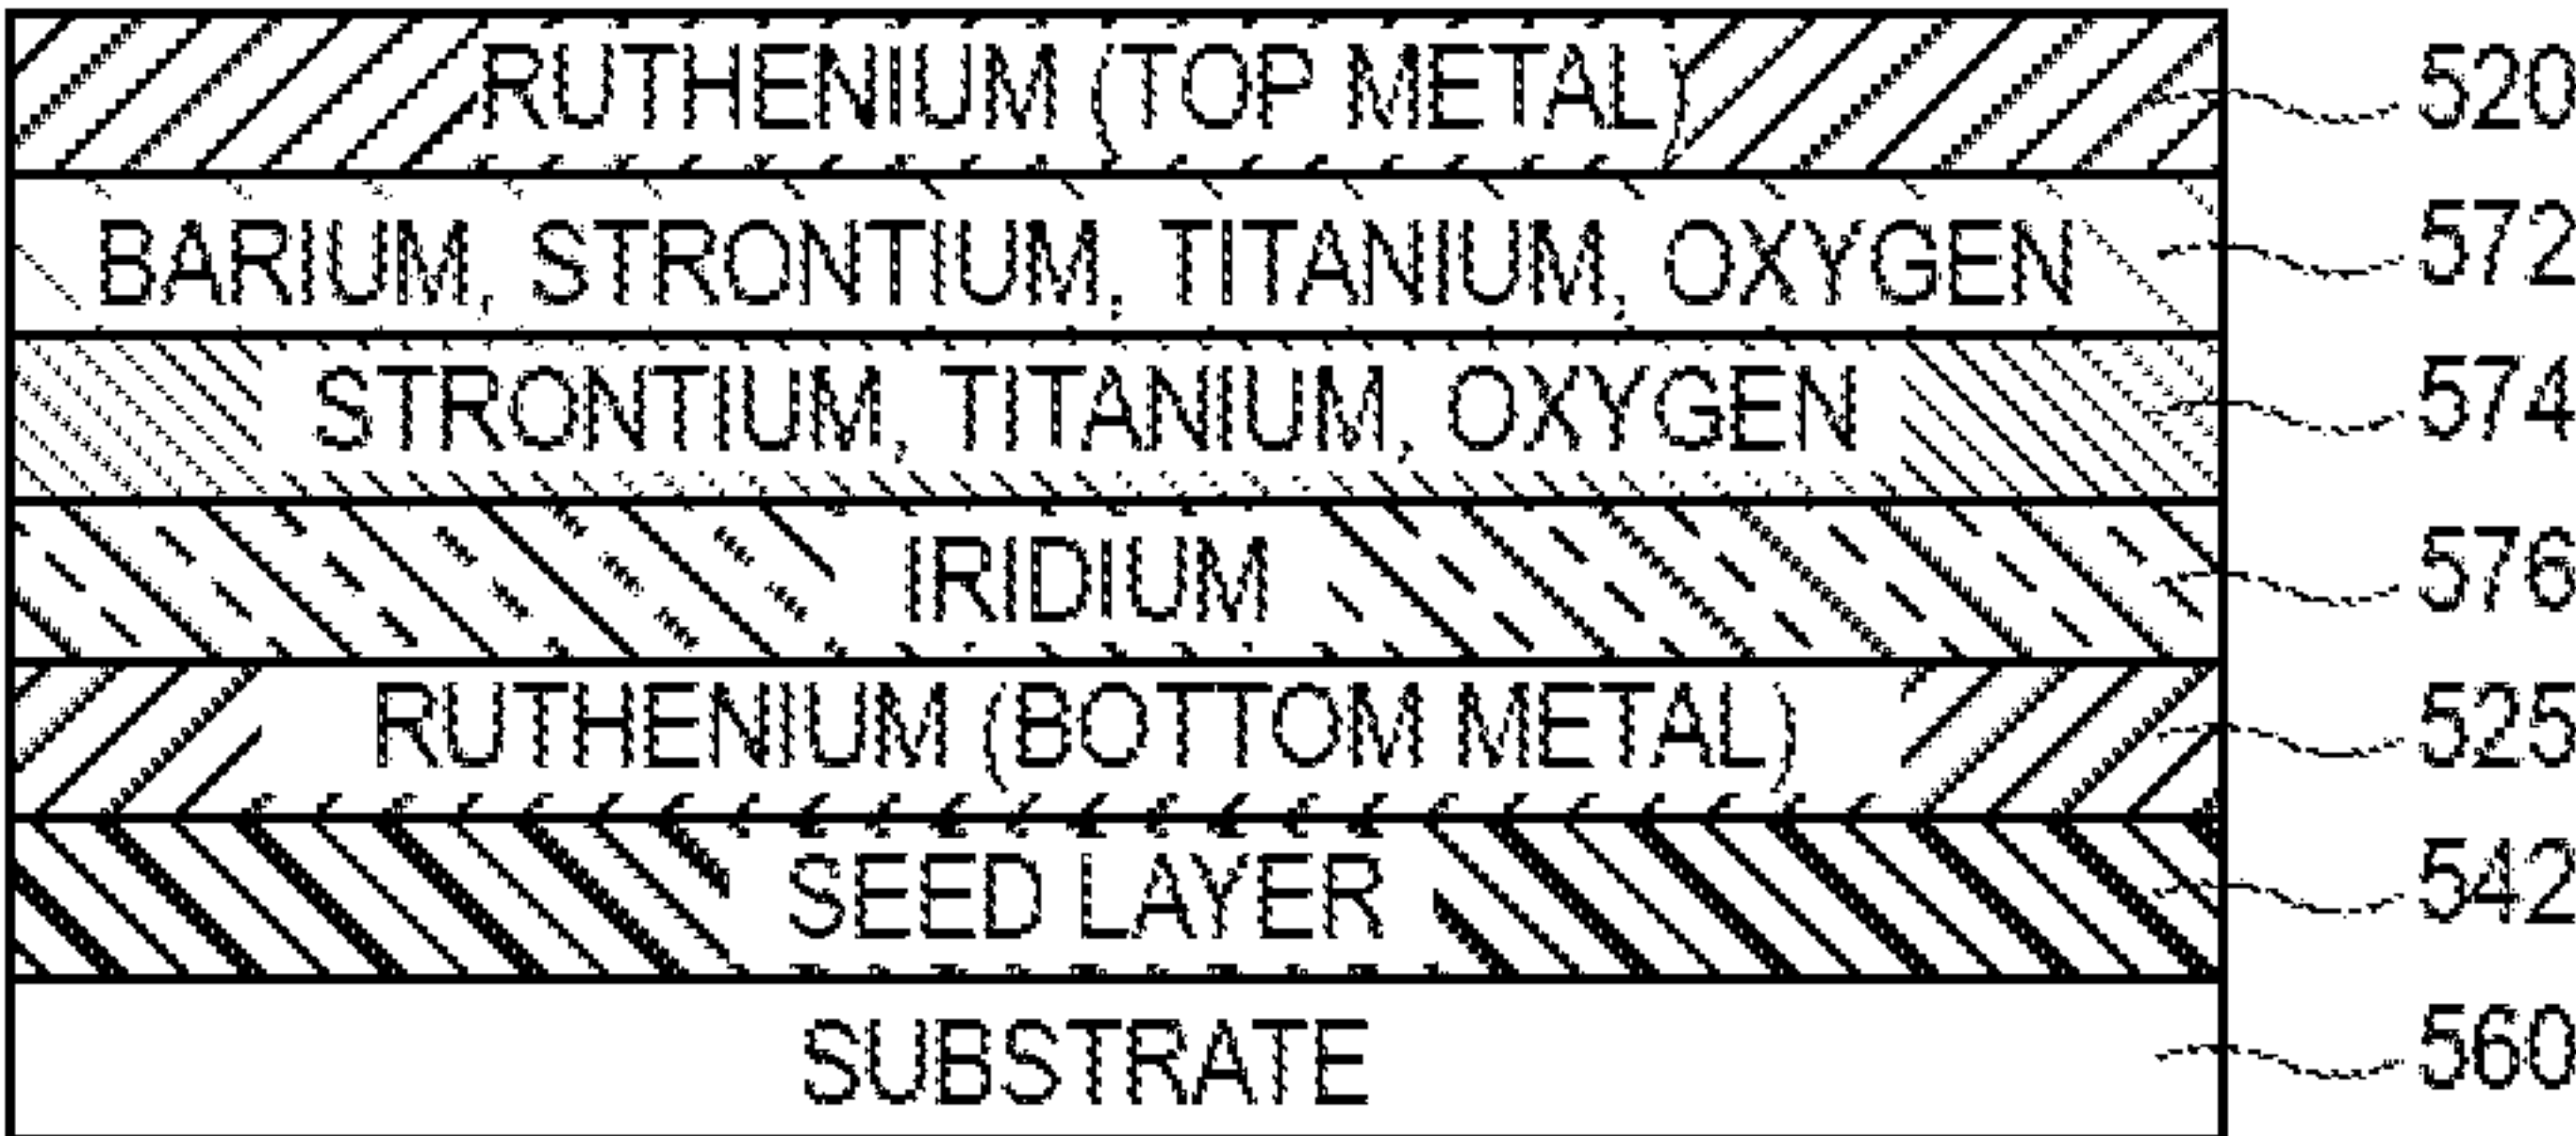 RUTHENIUM (TOP METAL) 520
BARIUM, STRONTIUM, TITANIUM, OXYGEN 572
STRONTIUM, TITANIUM, OXYGEN 574
IRIDIUM 576
RUTHENIUM (BOTTOM METAL) 525
SEED LAYER 542
SUBSTRATE 560